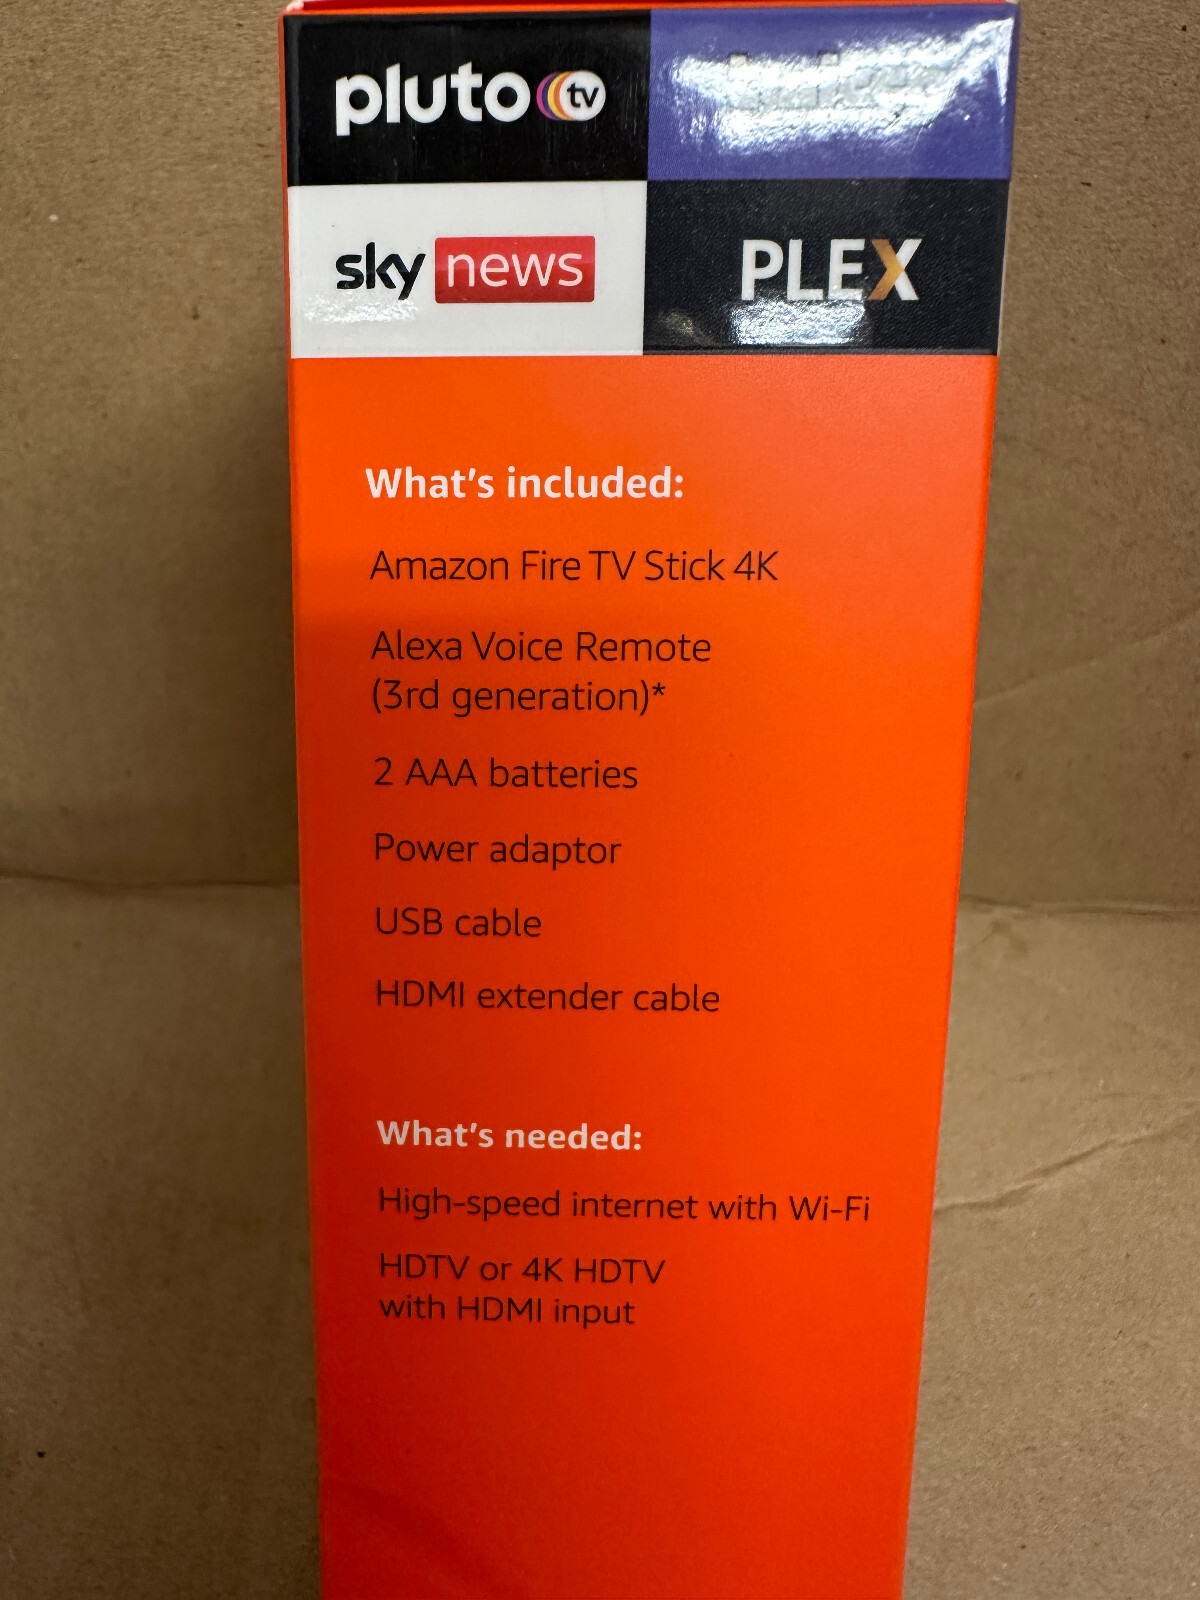 pluto tv
sky news
PLEX
What's included:
Amazon Fire TV Stick 4K
Alexa Voice Remote
(3rd generation)*
2 AAA batteries
Power adaptor
USB cable
HDMI extender cable
What's needed:
High-speed internet with Wi-Fi
HDTV or 4K HDTV
with HDMI input